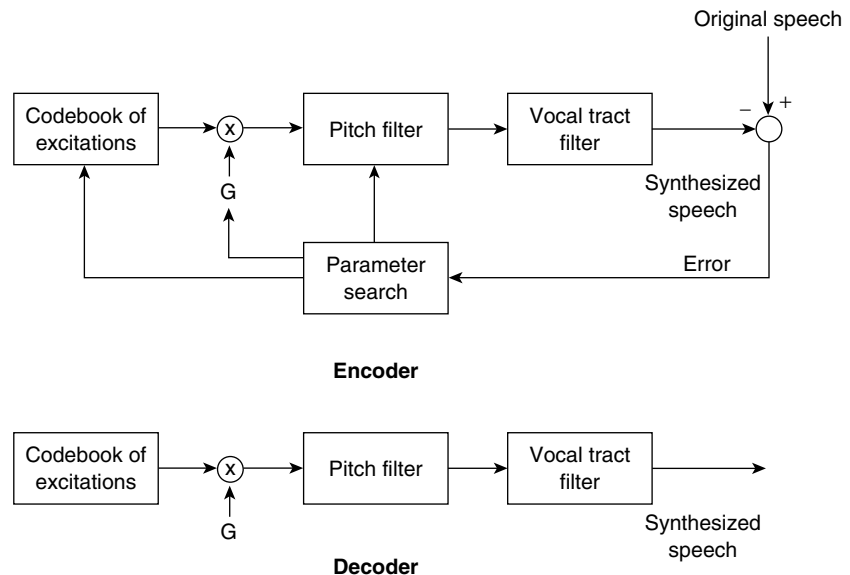 Original speech
Codebook of
excitations
x
Pitch filter
Vocal tract
filter
− +
G
Synthesized
speech
Parameter
search
Error
Encoder
Codebook of
excitations
x
Pitch filter
Vocal tract
filter
G
Synthesized
speech
Decoder